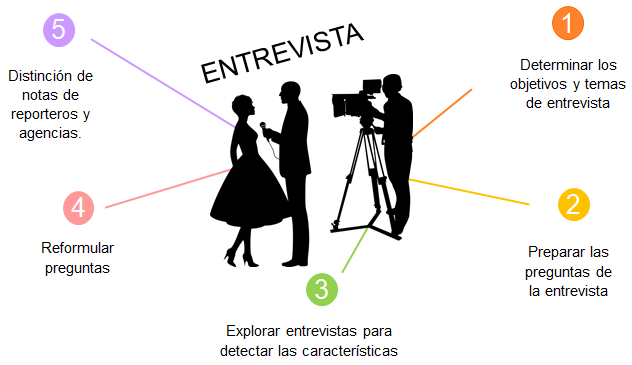 ENTREVISTA
1
Determinar los
objetivos y temas
de entrevista
2
Preparar las
preguntas de
la entrevista
3
Explorar entrevistas para
detectar las características
4
Reformular
preguntas
5
Distinción de
notas de
reporteros y
agencias.